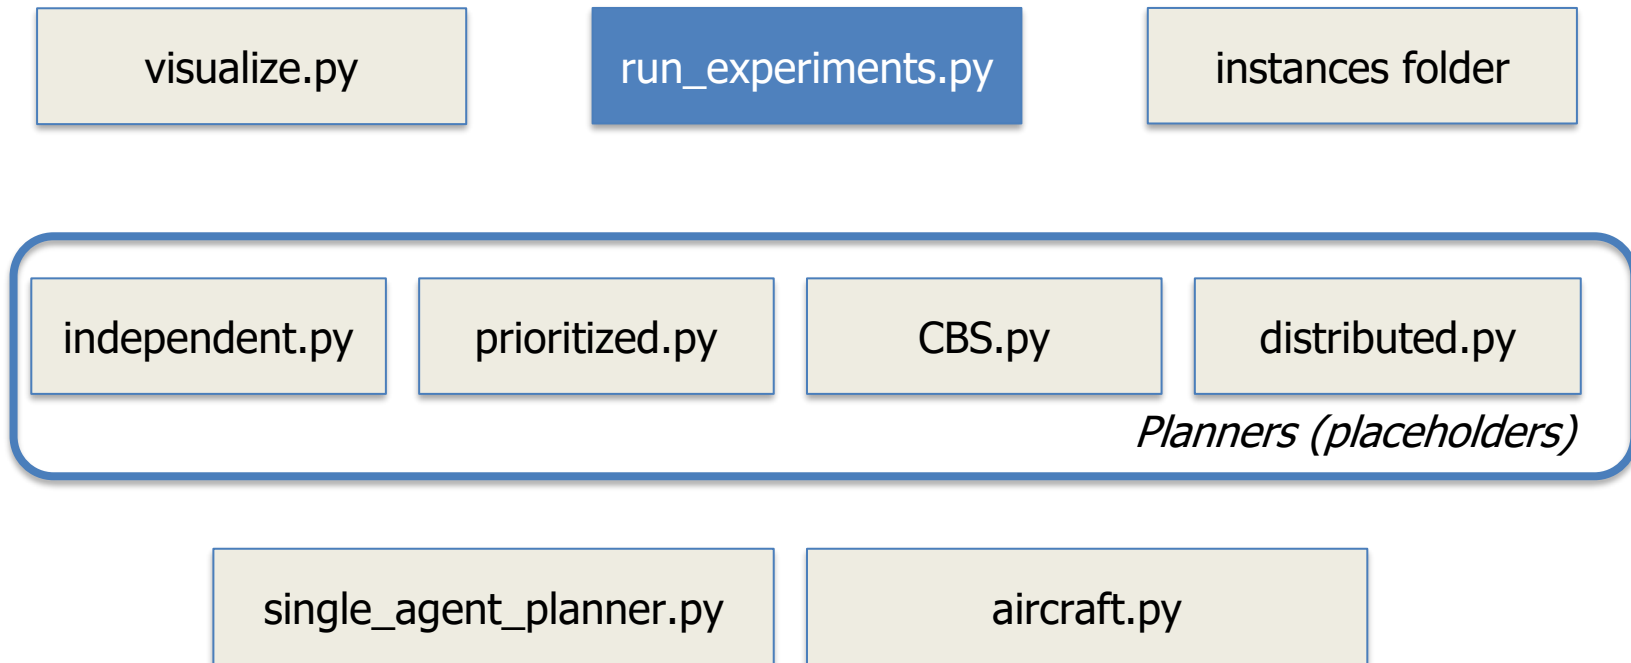 visualize.py
run_experiments.py
instances folder
independent.py
prioritized.py
CBS.py
distributed.py
Planners (placeholders)
single_agent_planner.py
aircraft.py